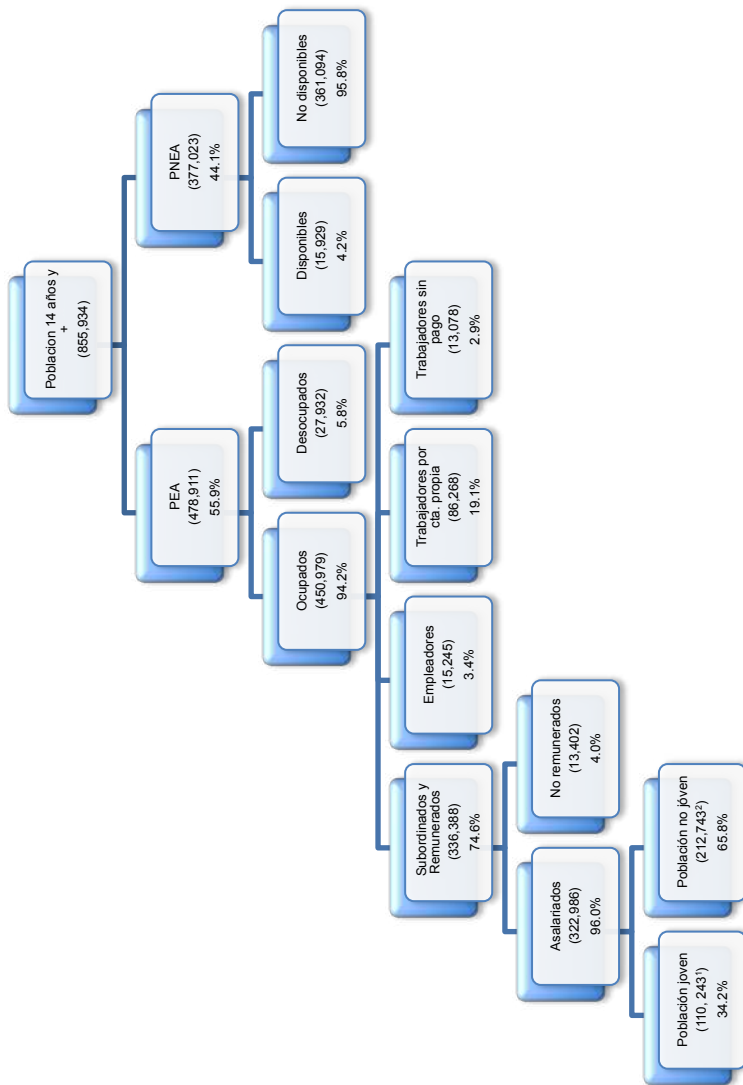 Poblacion 14 años y
+
(855,934)
PEA
(478,911)
55.9%
PNEA
(377,023)
44.1%
Ocupados
(450,979)
94.2%
Desocupados
(27,932)
5.8%
Disponibles
(15,929)
4.2%
No disponibles
(361,094)
95.8%
Subordinados y
Remunerados
(336,388)
74.6%
Empleadores
(15,245)
3.4%
Trabajadores por
cta. propia
(86,268)
19.1%
Trabajadores sin
pago
(13,078)
2.9%
Asalariados
(322,986)
96.0%
No remunerados
(13,402)
4.0%
Población joven
(110, 243¹)
34.2%
Población no jóven
(212,743²)
65.8%